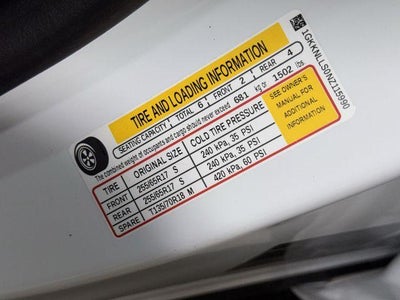 TIRE AND LOADING INFORMATION
SEATING CAPACITY TOTAL 6 FRONT 2 REAR 4
The combined weight of occupants and cargo should never exceed 681 kg or 1502 lbs.
TIRE ORIGINAL SIZE COLD TIRE PRESSURE
FRONT 255/65R17 S 240 kPa, 35 PSI
REAR 255/65R17 S 240 kPa, 35 PSI
SPARE T135/70R18 M 420 kPa, 60 PSI
SEE OWNER'S
MANUAL FOR
ADDITIONAL
INFORMATION
1GKKNLLS0NZ115990